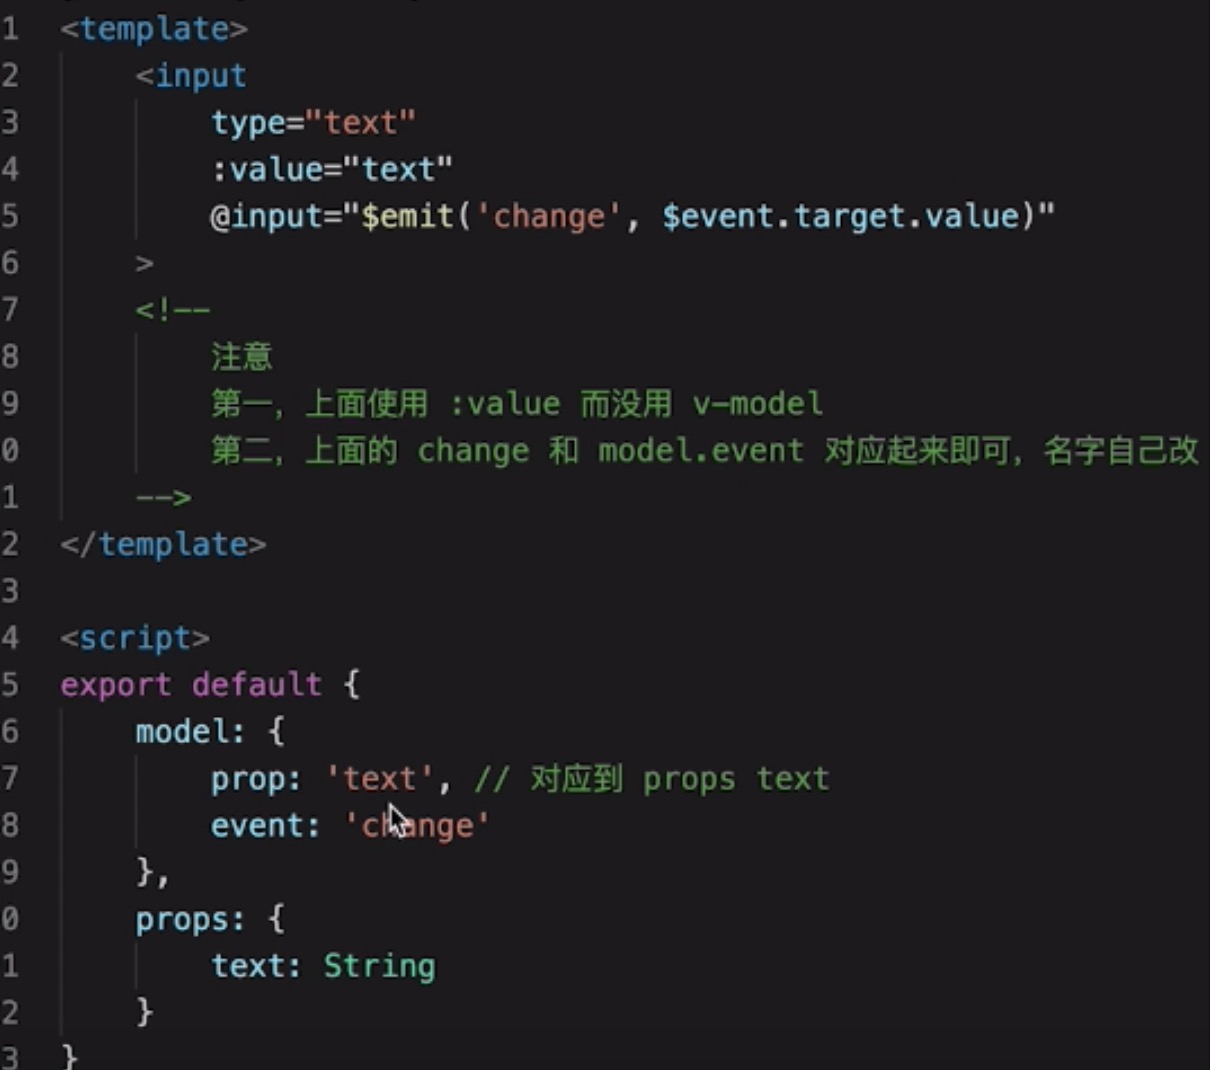 1 <template>
2     <input
3         type="text"
4         :value="text"
5         @input="$emit('change', $event.target.value)"
6     >
7     <!--
8         注意
9         第一，上面使用 :value 而没用 v-model
0         第二，上面的 change 和 model.event 对应起来即可，名字自己改
1     -->
2 </template>
3
4 <script>
5 export default {
6     model: {
7         prop: 'text', // 对应到 props text
8         event: 'change'
9     },
0     props: {
1         text: String
2     }
3 }